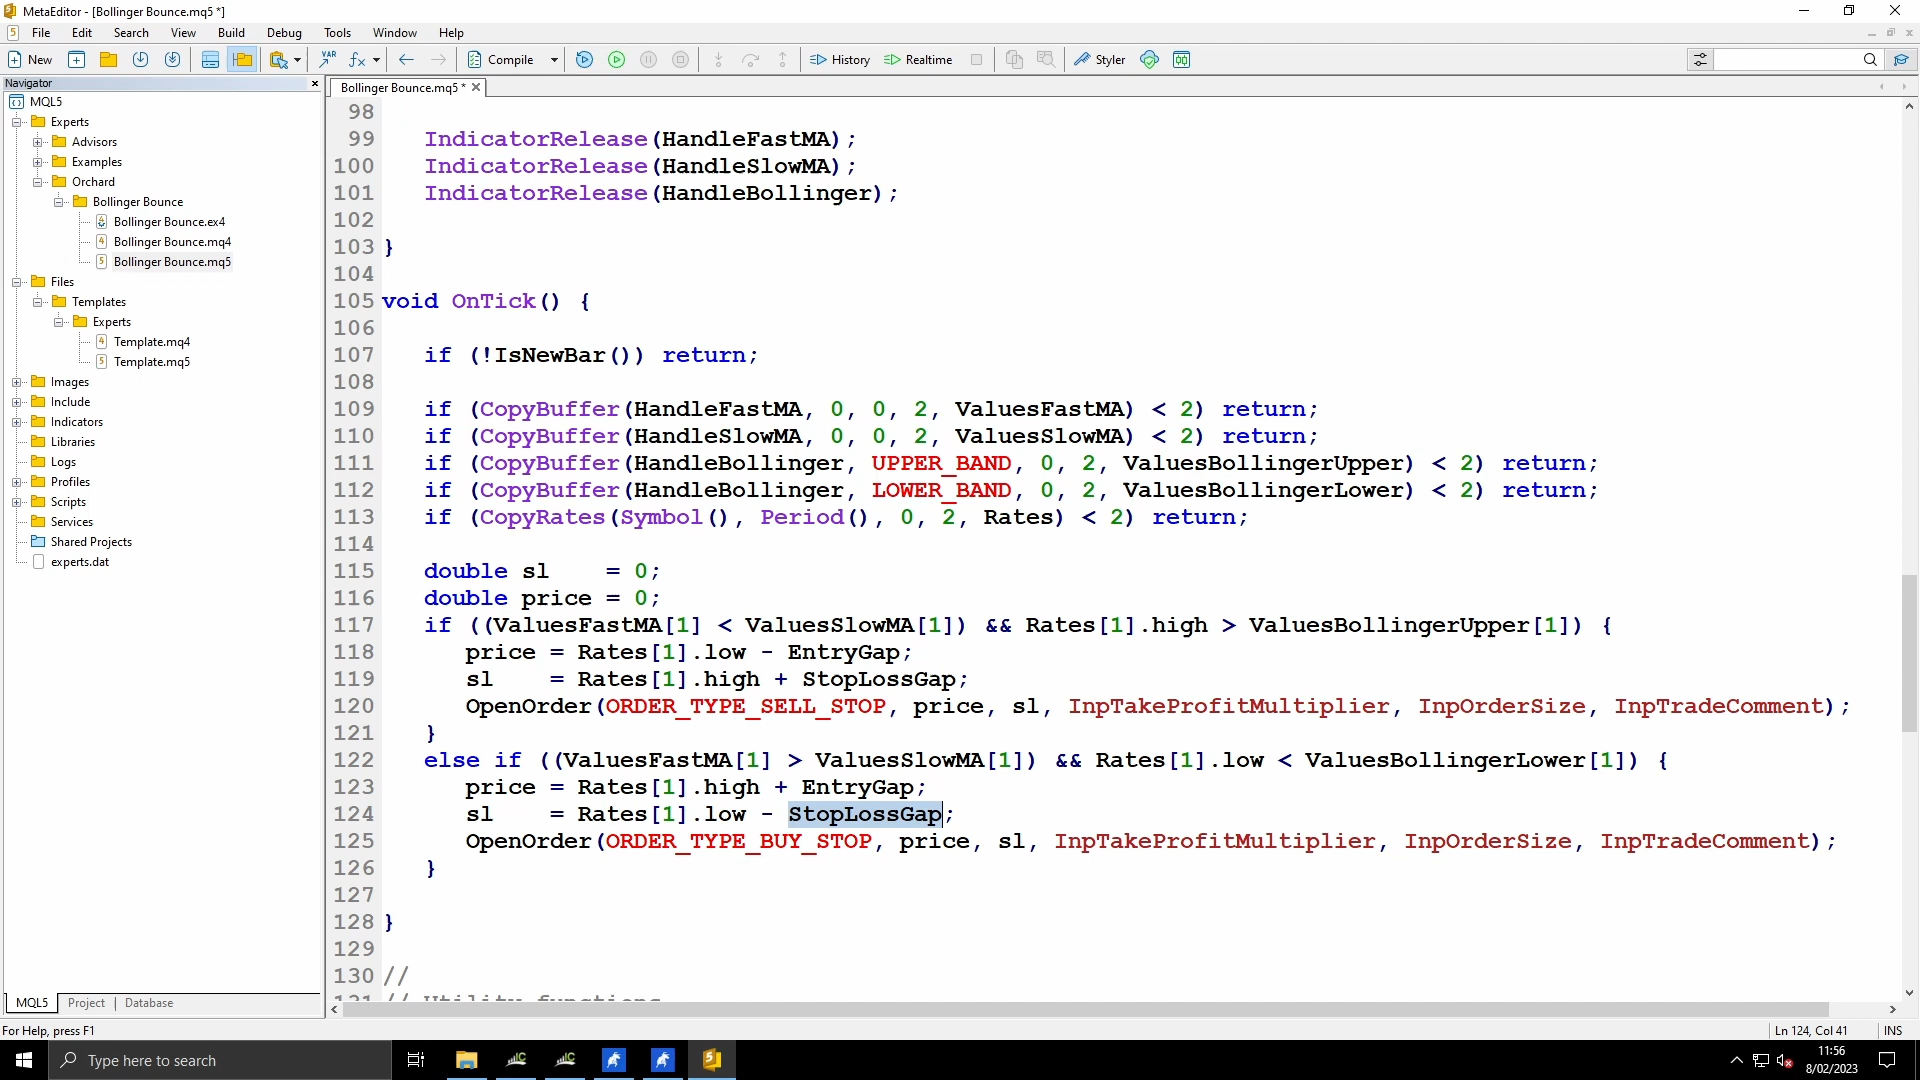 MetaEditor - [Bollinger Bounce.mq5 *]
File Edit Search View Build Debug Tools Window Help
New Compile History Realtime Styler
Navigator
Bollinger Bounce.mq5 *
MQL5
Experts
Advisors
Examples
Orchard
Bollinger Bounce
Bollinger Bounce.ex4
Bollinger Bounce.mq4
Bollinger Bounce.mq5
Files
Templates
Experts
Template.mq4
Template.mq5
Images
Include
Indicators
Libraries
Logs
Profiles
Scripts
Services
Shared Projects
experts.dat
98
99 IndicatorRelease(HandleFastMA);
100 IndicatorRelease(HandleSlowMA);
101 IndicatorRelease(HandleBollinger);
102
103 }
104
105 void OnTick() {
106
107 if (!IsNewBar()) return;
108
109 if (CopyBuffer(HandleFastMA, 0, 0, 2, ValuesFastMA) < 2) return;
110 if (CopyBuffer(HandleSlowMA, 0, 0, 2, ValuesSlowMA) < 2) return;
111 if (CopyBuffer(HandleBollinger, UPPER_BAND, 0, 2, ValuesBollingerUpper) < 2) return;
112 if (CopyBuffer(HandleBollinger, LOWER_BAND, 0, 2, ValuesBollingerLower) < 2) return;
113 if (CopyRates(Symbol(), Period(), 0, 2, Rates) < 2) return;
114
115 double sl = 0;
116 double price = 0;
117 if ((ValuesFastMA[1] < ValuesSlowMA[1]) && Rates[1].high > ValuesBollingerUpper[1]) {
118 price = Rates[1].low - EntryGap;
119 sl = Rates[1].high + StopLossGap;
120 OpenOrder(ORDER_TYPE_SELL_STOP, price, sl, InpTakeProfitMultiplier, InpOrderSize, InpTradeComment);
121 }
122 else if ((ValuesFastMA[1] > ValuesSlowMA[1]) && Rates[1].low < ValuesBollingerLower[1]) {
123 price = Rates[1].high + EntryGap;
124 sl = Rates[1].low - StopLossGap;
125 OpenOrder(ORDER_TYPE_BUY_STOP, price, sl, InpTakeProfitMultiplier, InpOrderSize, InpTradeComment);
126 }
127
128 }
129
130 //
131 // Utility functions
MQL5 Project Database
For Help, press F1
Ln 124, Col 41 INS
Type here to search
11:56
8/02/2023